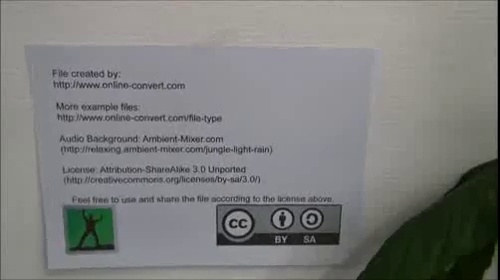 File created by:
http://www.online-convert.com
More example files:
http://www.online-convert.com/file-type
Audio Background: Ambient-Mixer.com
(http://relaxing.ambient-mixer.com/jungle-light-rain)
License: Attribution-ShareAlike 3.0 Unported
(http://creativecommons.org/licenses/by-sa/3.0/)
Feel free to use and share the file according to the license above.
cc
BY SA